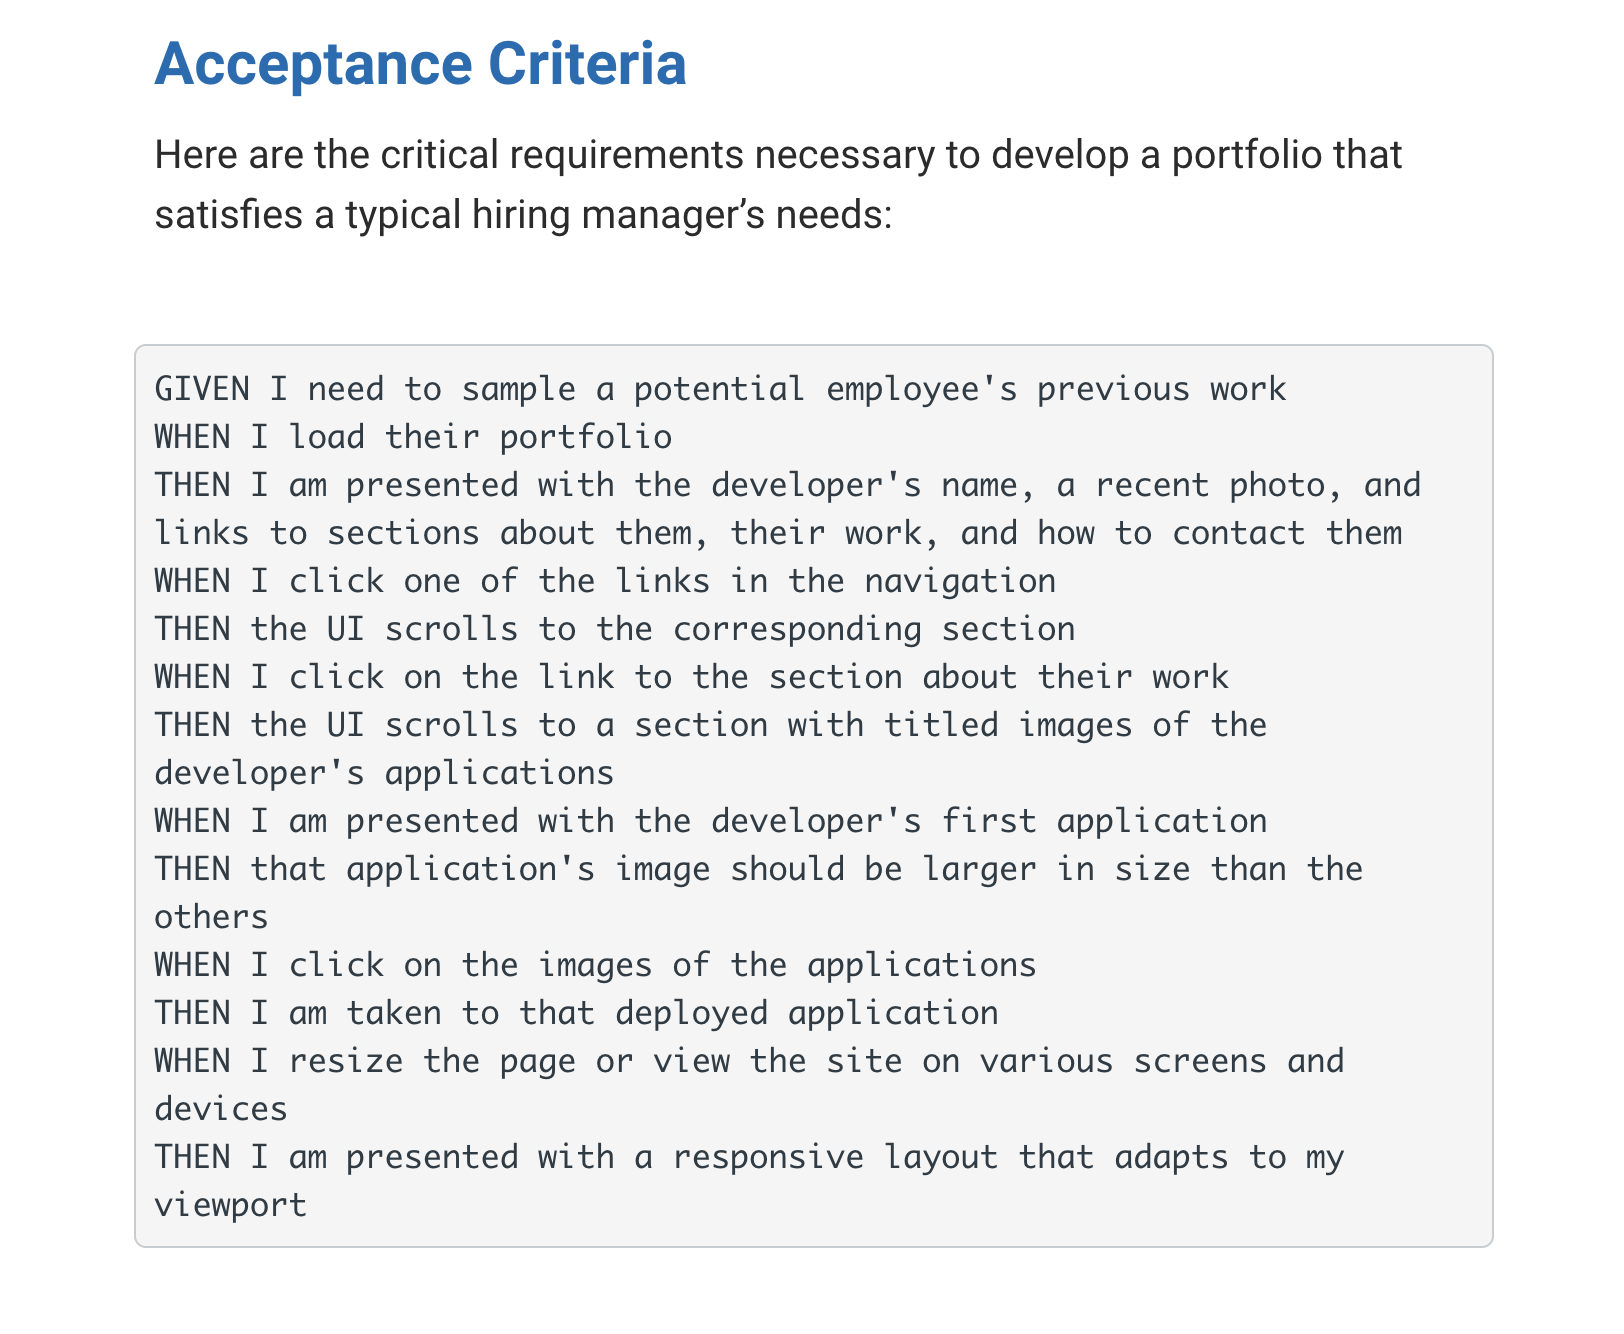 Acceptance Criteria
Here are the critical requirements necessary to develop a portfolio that
satisfies a typical hiring manager’s needs:
GIVEN I need to sample a potential employee's previous work
WHEN I load their portfolio
THEN I am presented with the developer's name, a recent photo, and
links to sections about them, their work, and how to contact them
WHEN I click one of the links in the navigation
THEN the UI scrolls to the corresponding section
WHEN I click on the link to the section about their work
THEN the UI scrolls to a section with titled images of the
developer's applications
WHEN I am presented with the developer's first application
THEN that application's image should be larger in size than the
others
WHEN I click on the images of the applications
THEN I am taken to that deployed application
WHEN I resize the page or view the site on various screens and
devices
THEN I am presented with a responsive layout that adapts to my
viewport